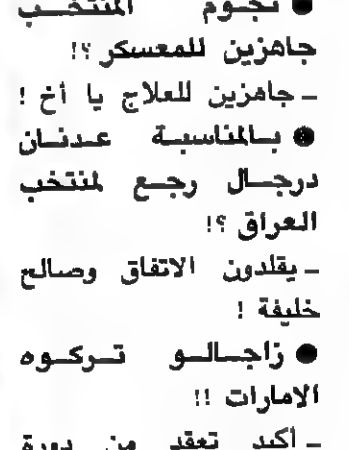 ● نجوم المنتخب
جاهزين للمعسكر ؟!
ـ جاهزين للعلاج يا أخ !
● بالمناسبة عدنان
درجال رجع لمنتخب
العراق ؟!
ـ يقلدون الاتفاق وصالح
خليفة !
● زاجالو تركوه
الامارات !!
ـ أكيد تعقد من دورة